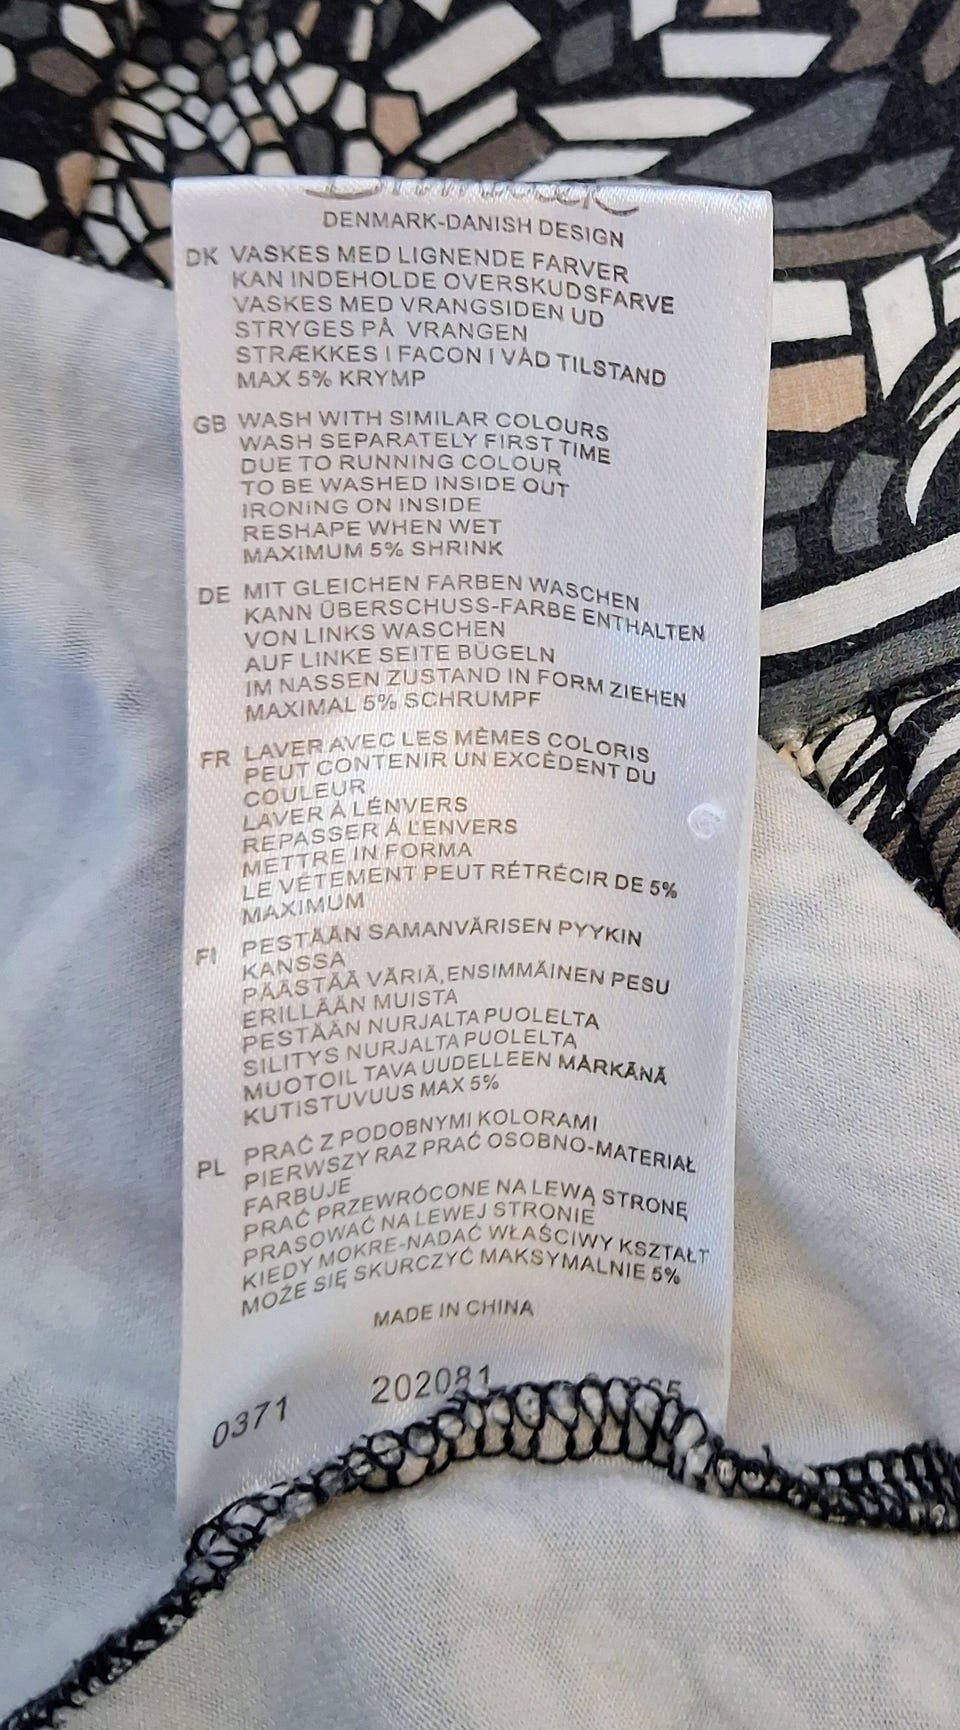 DENMARK-DANISH DESIGN
DK VASKES MED LIGNENDE FARVER
KAN INDEHOLDE OVERSKUDSFARVE
VASKES MED VRANGSIDEN UD
STRYGES PÅ VRANGEN
STRÆKKES I FACON I VÅD TILSTAND
MAX 5% KRYMP
GB WASH WITH SIMILAR COLOURS
WASH SEPARATELY FIRST TIME
DUE TO RUNNING COLOUR
TO BE WASHED INSIDE OUT
IRONING ON INSIDE
RESHAPE WHEN WET
MAXIMUM 5% SHRINK
DE MIT GLEICHEN FARBEN WASCHEN
KANN ÜBERSCHUSS-FARBE ENTHALTEN
VON LINKS WASCHEN
AUF LINKE SEITE BÜGELN
IM NASSEN ZUSTAND IN FORM ZIEHEN
MAXIMAL 5% SCHRUMPF
FR LAVER AVEC LES MÊMES COLORIS
PEUT CONTENIR UN EXCÊDENT DU
COULEUR
LAVER Á LÉNVERS
REPASSER Á L'ENVERS
METTRE IN FORMA
LE VÉTEMENT PEUT RÉTRÉCIR DE 5%
MAXIMUM
FI PESTÄÄN SAMANVÄRISEN PYYKIN
KANSSA
PÄÄSTÄÄ VÄRIÄ,ENSIMMÄINEN PESU
ERILLÄÄN MUISTA
PESTÄÄN NURJALTA PUOLELTA
SILITYS NURJALTA PUOLELTA
MUOTOIL TAVA UUDELLEEN MÄRKÄNÄ
KUTISTUVUUS MAX 5%
PL PRAĆ Z PODOBNYMI KOLORAMI
PIERWSZY RAZ PRAĆ OSOBNO-MATERIAŁ
FARBUJE
PRAĆ PRZEWRÓCONE NA LEWĄ STRONĘ
PRASOWAĆ NA LEWEJ STRONIE
KIEDY MOKRE-NADAĆ WŁAŚCIWY KSZTAŁT
MOŻE SIĘ SKURCZYĆ MAKSYMALNIE 5%
MADE IN CHINA
0371 202081